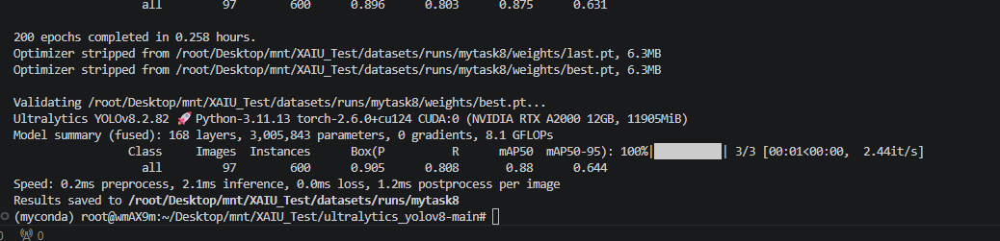 all 97 600 0.896 0.803 0.875 0.631
200 epochs completed in 0.258 hours.
Optimizer stripped from /root/Desktop/mnt/XAIU_Test/datasets/runs/mytask8/weights/last.pt, 6.3MB
Optimizer stripped from /root/Desktop/mnt/XAIU_Test/datasets/runs/mytask8/weights/best.pt, 6.3MB
Validating /root/Desktop/mnt/XAIU_Test/datasets/runs/mytask8/weights/best.pt...
Ultralytics YOLOv8.2.82 🚀 Python-3.11.13 torch-2.6.0+cu124 CUDA:0 (NVIDIA RTX A2000 12GB, 11905MiB)
Model summary (fused): 168 layers, 3,005,843 parameters, 0 gradients, 8.1 GFLOPs
Class Images Instances Box(P R mAP50 mAP50-95): 100%|██████████| 3/3 [00:01<00:00, 2.44it/s]
all 97 600 0.905 0.808 0.88 0.644
Speed: 0.2ms preprocess, 2.1ms inference, 0.0ms loss, 1.2ms postprocess per image
Results saved to /root/Desktop/mnt/XAIU_Test/datasets/runs/mytask8
(myconda) root@wmAX9m:~/Desktop/mnt/XAIU_Test/ultralytics_yolov8-main#
0 0